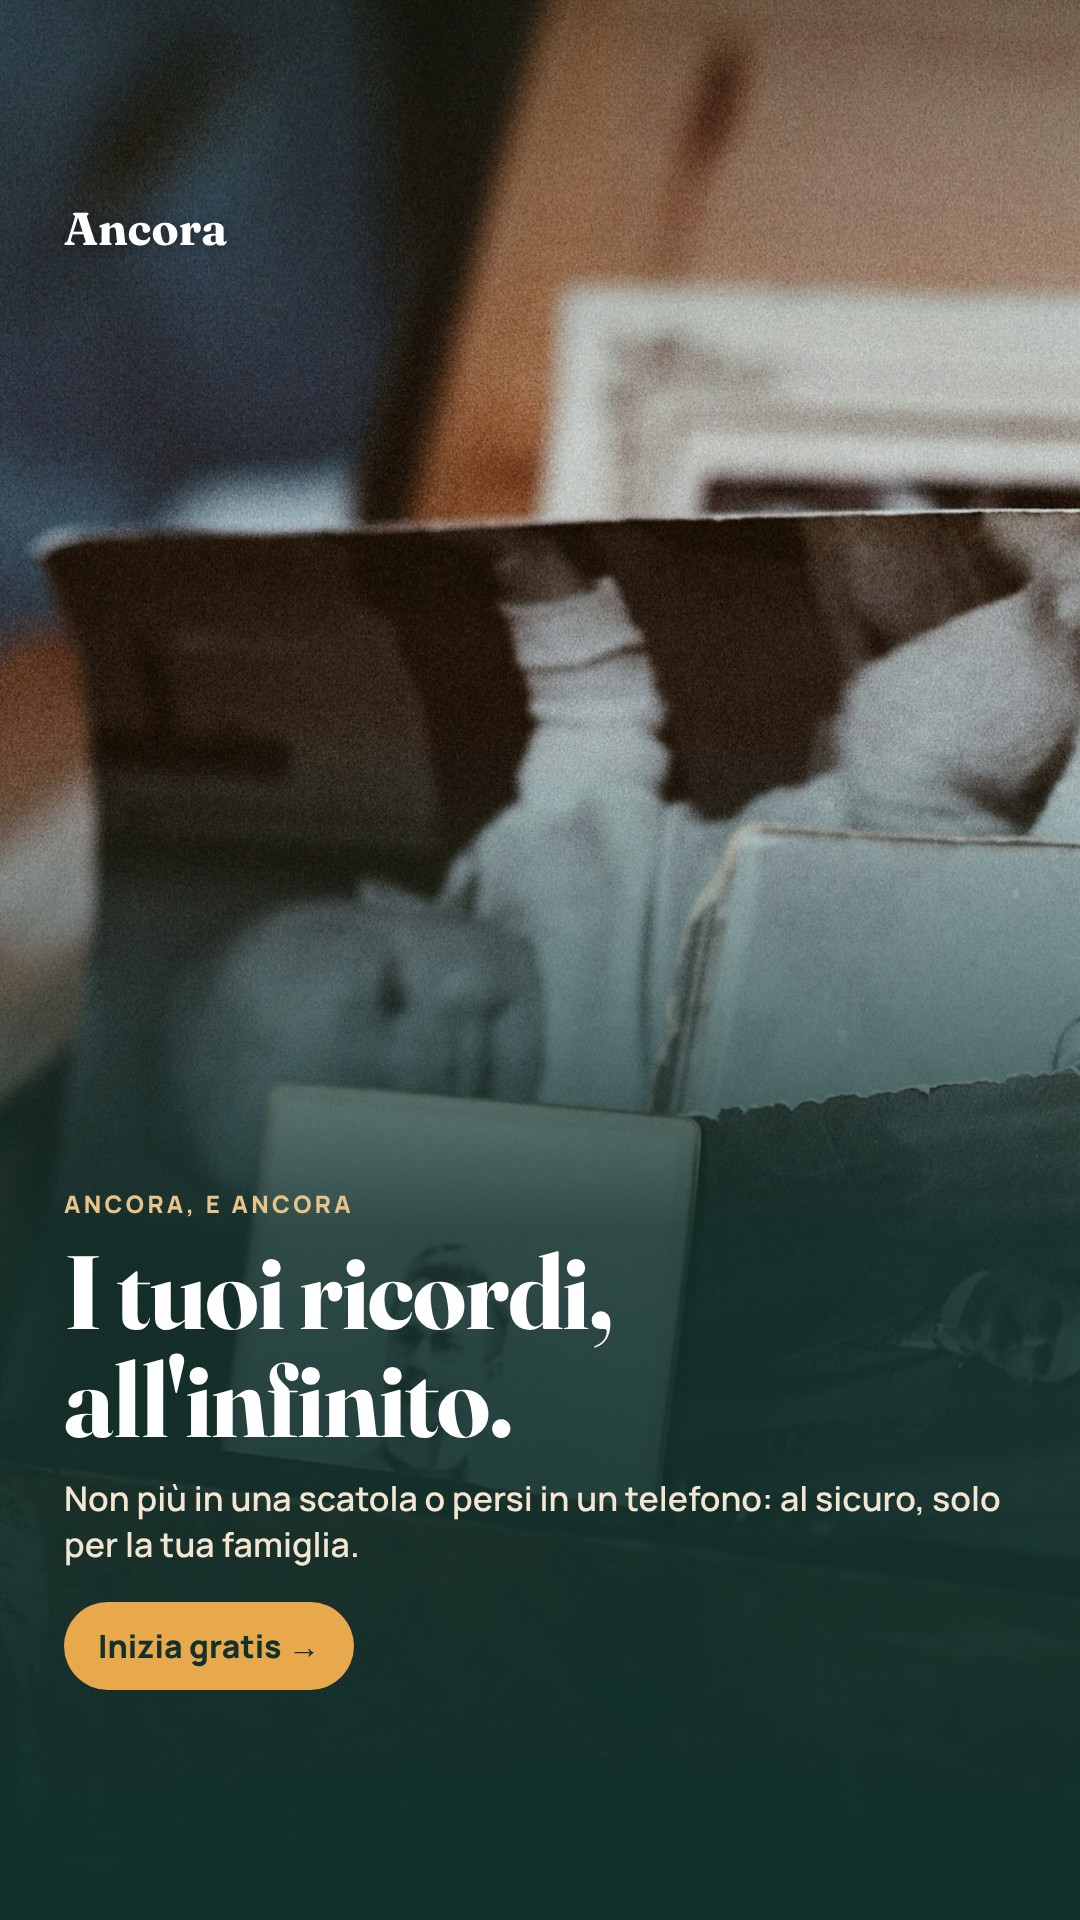 Ancora
ANCORA, E ANCORA
I tuoi ricordi,
all'infinito.
Non più in una scatola o persi in un telefono: al sicuro, solo
per la tua famiglia.
Inizia gratis →